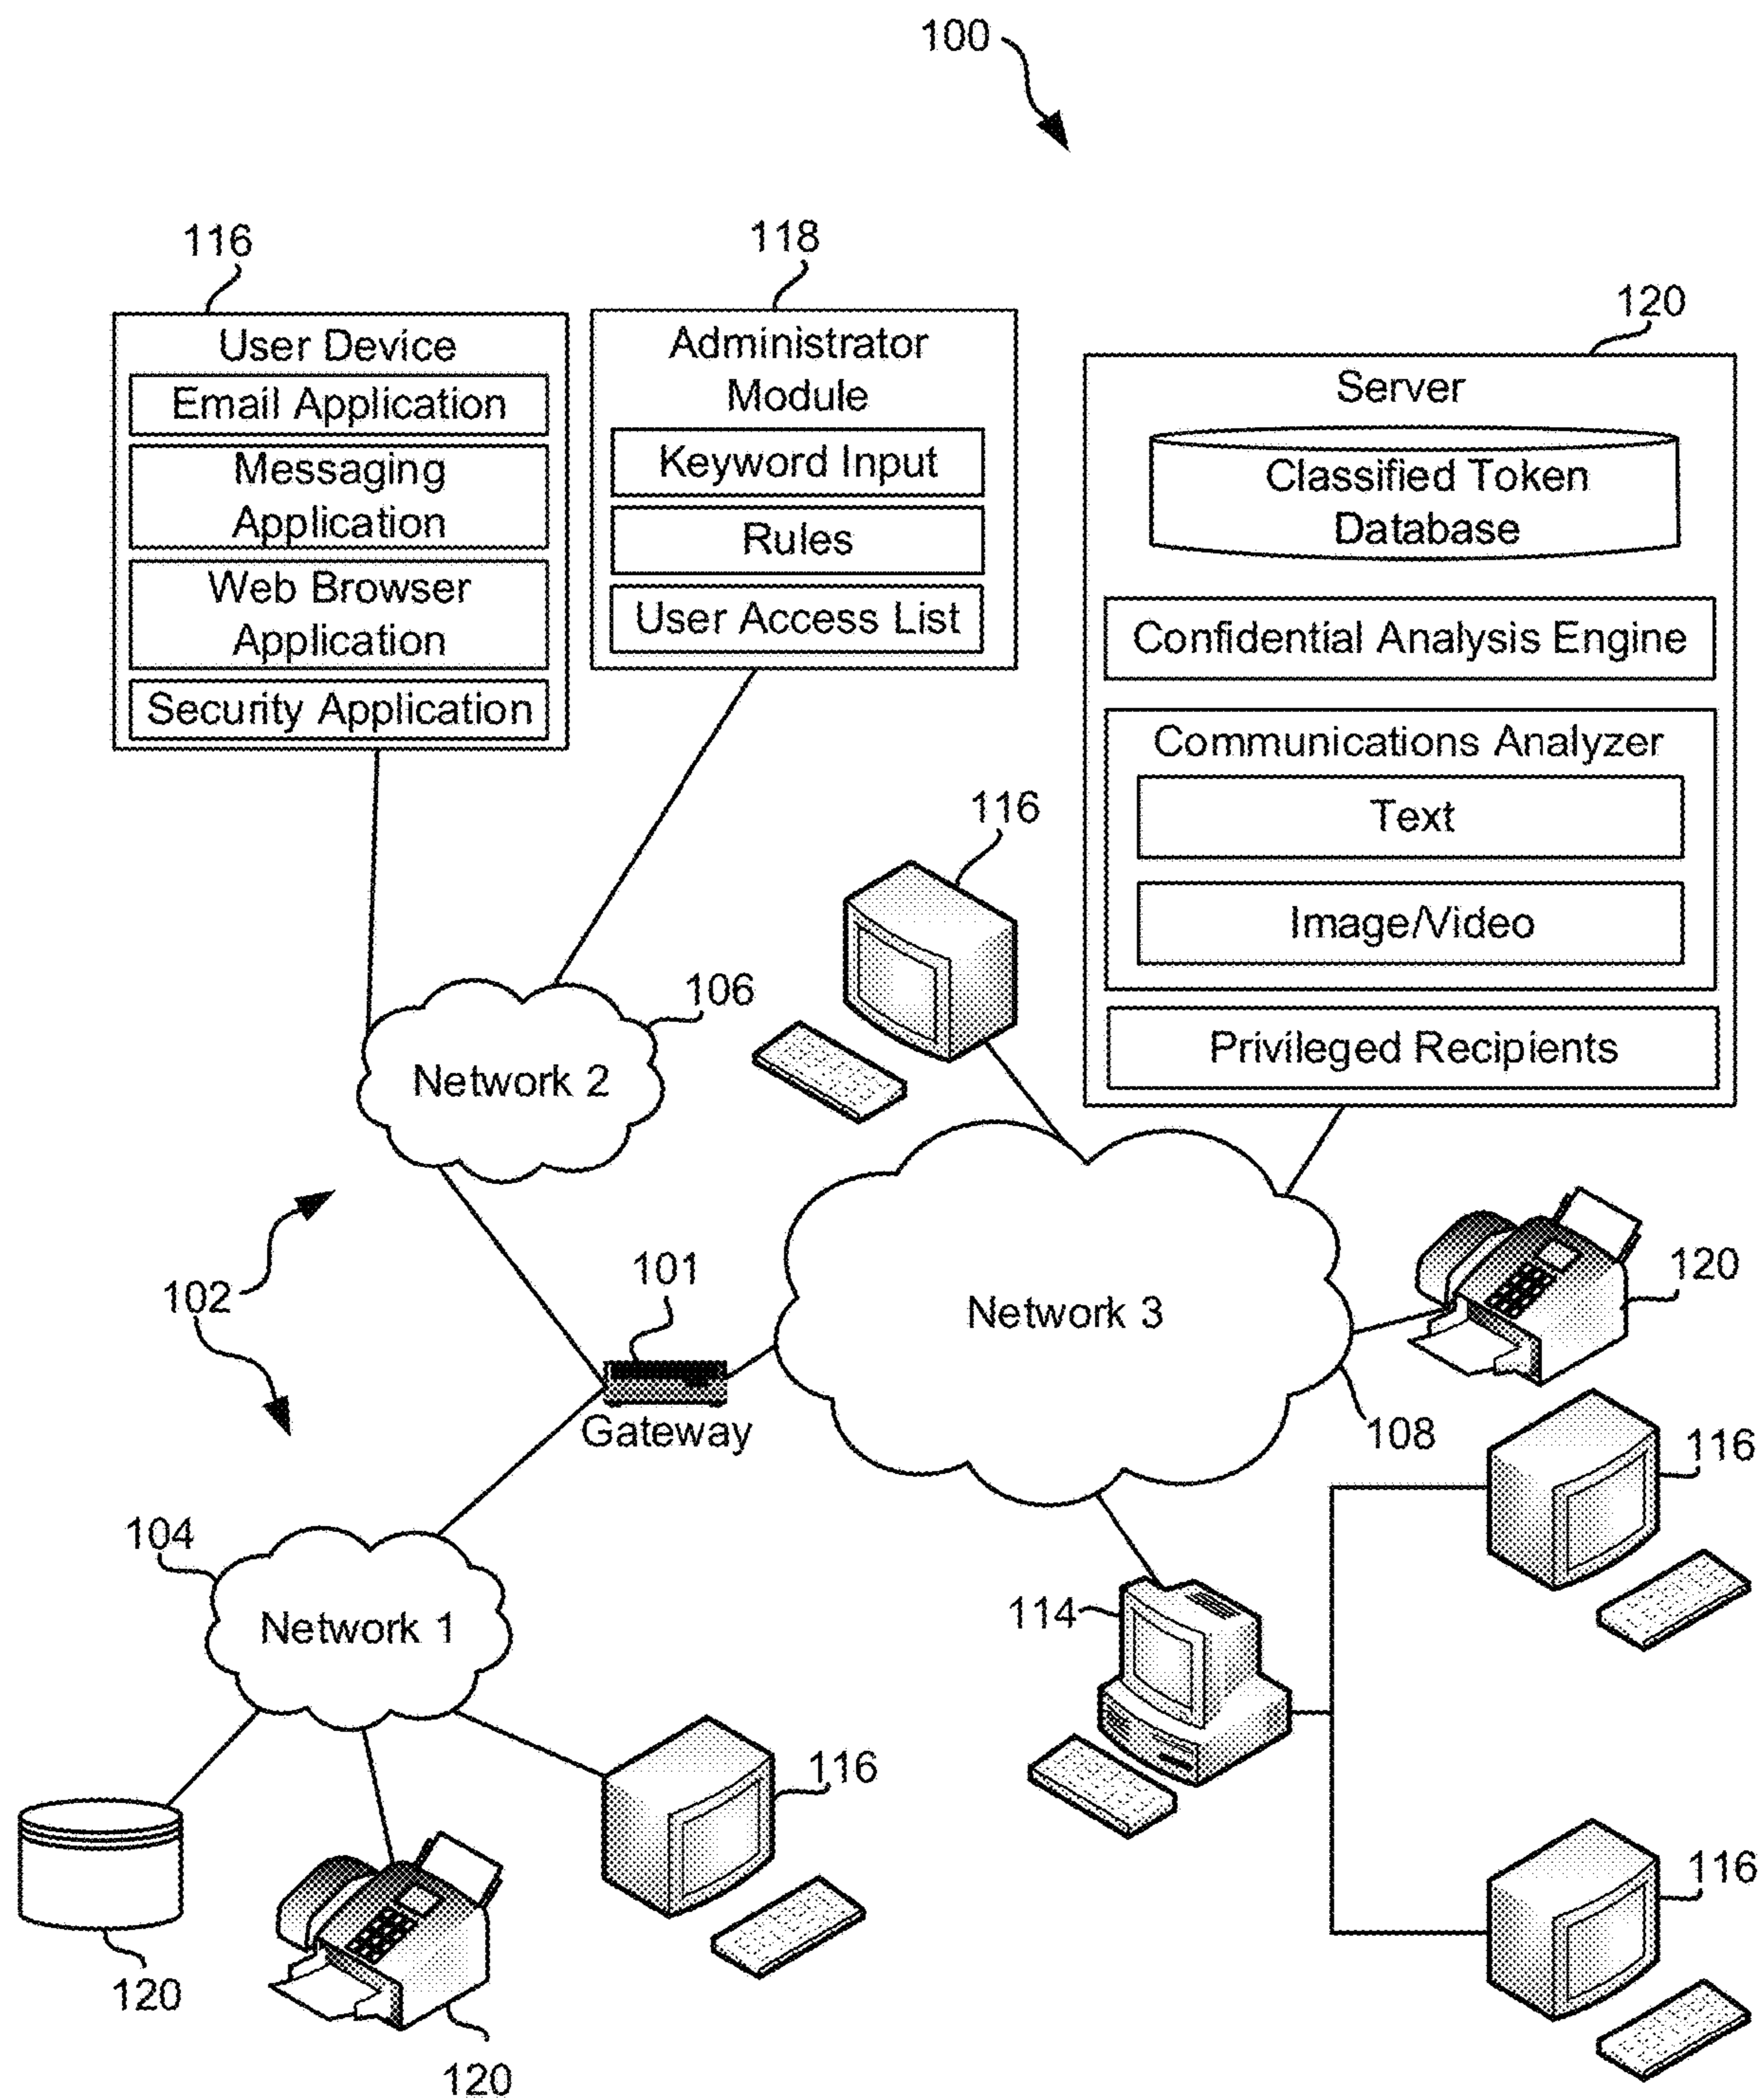 100
116
118
120
User Device
Email Application
Messaging
Application
Web Browser
Application
Security Application
Administrator
Module
Keyword Input
Rules
User Access List
Server
Classified Token
Database
Confidential Analysis Engine
Communications Analyzer
Text
Image/Video
Privileged Recipients
116
106
Network 2
102
101
Gateway
Network 3
120
108
116
104
Network 1
114
116
116
120
120